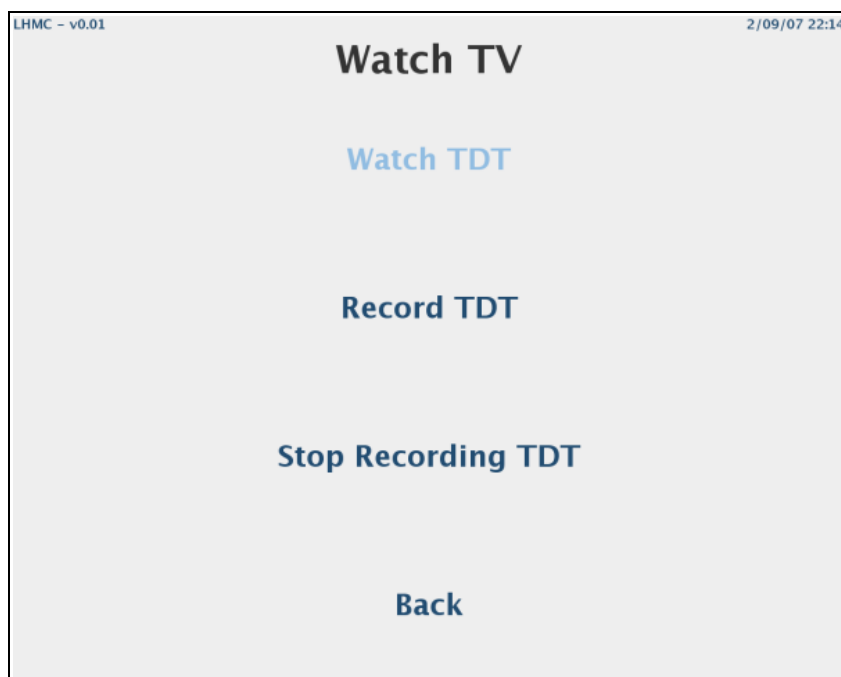 LHMC – v0.01
2/09/07 22:14
Watch TV
Watch TDT
Record TDT
Stop Recording TDT
Back